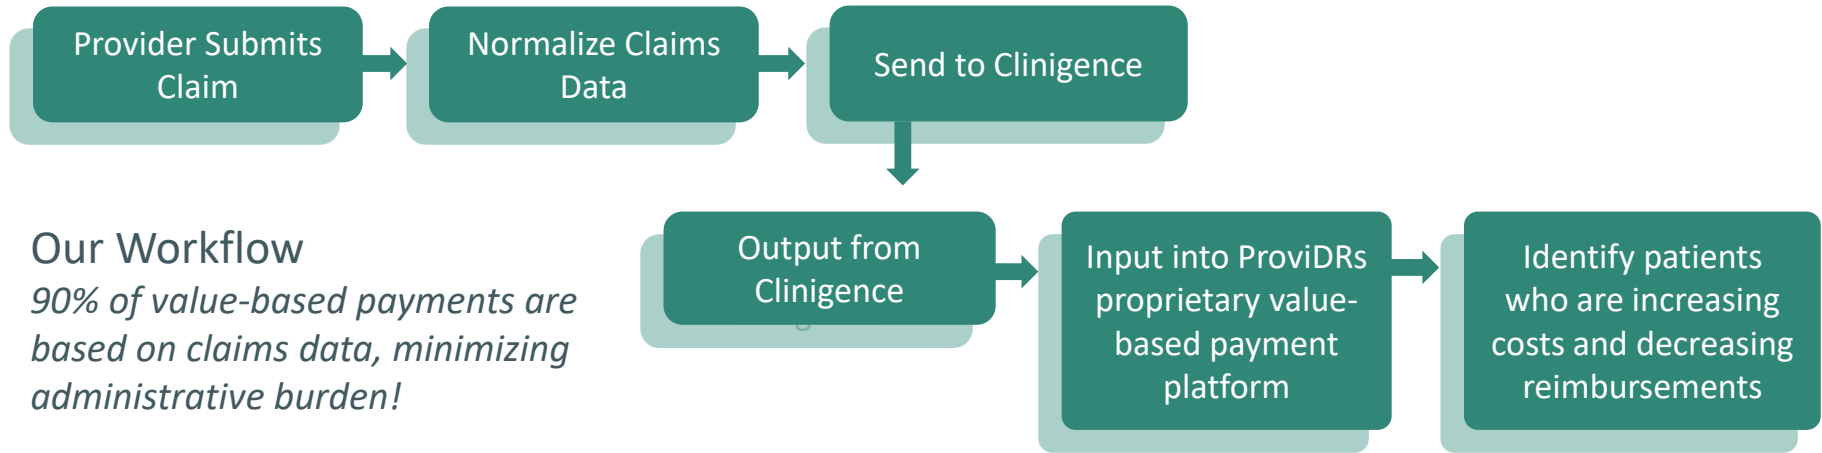 Provider Submits
Claim
Normalize Claims
Data
Send to Clinigence
Our Workflow
90% of value-based payments are
based on claims data, minimizing
administrative burden!
Output from
Clinigence
Input into ProviDRs
proprietary value-
based payment
platform
Identify patients
who are increasing
costs and decreasing
reimbursements